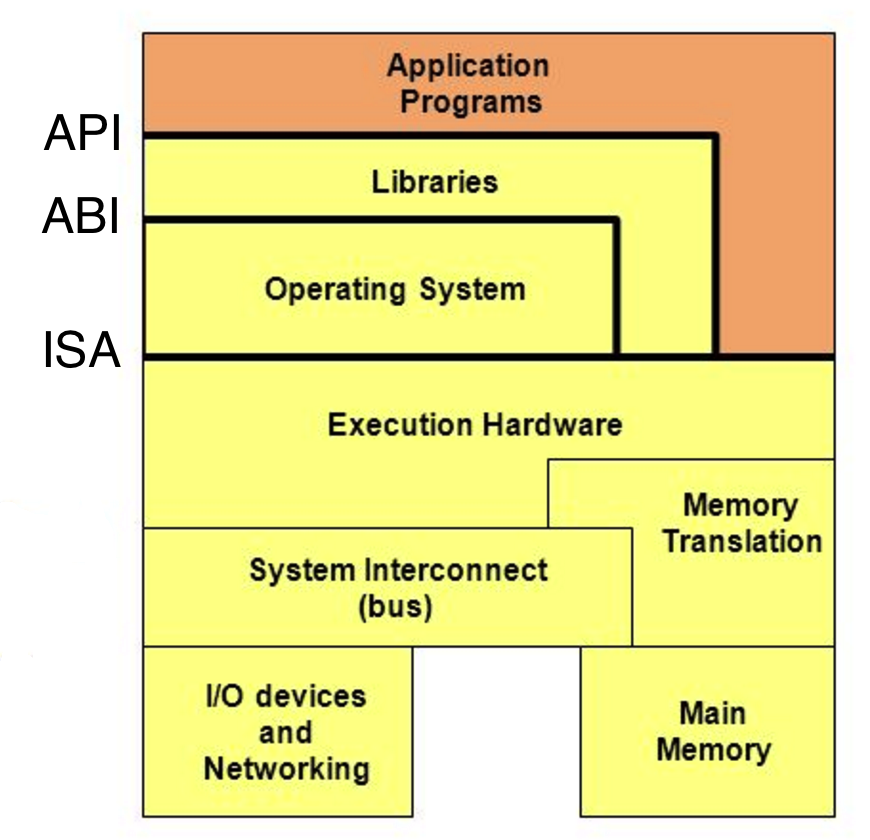 Application
Programs
API
Libraries
ABI
Operating System
ISA
Execution Hardware
Memory
Translation
System Interconnect
(bus)
I/O devices
and
Networking
Main
Memory